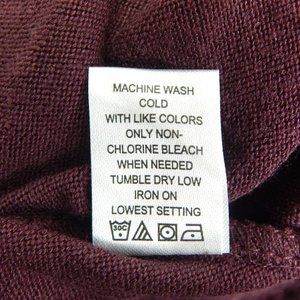 MACHINE WASH
COLD
WITH LIKE COLORS
ONLY NON-
CHLORINE BLEACH
WHEN NEEDED
TUMBLE DRY LOW
IRON ON
LOWEST SETTING
30C